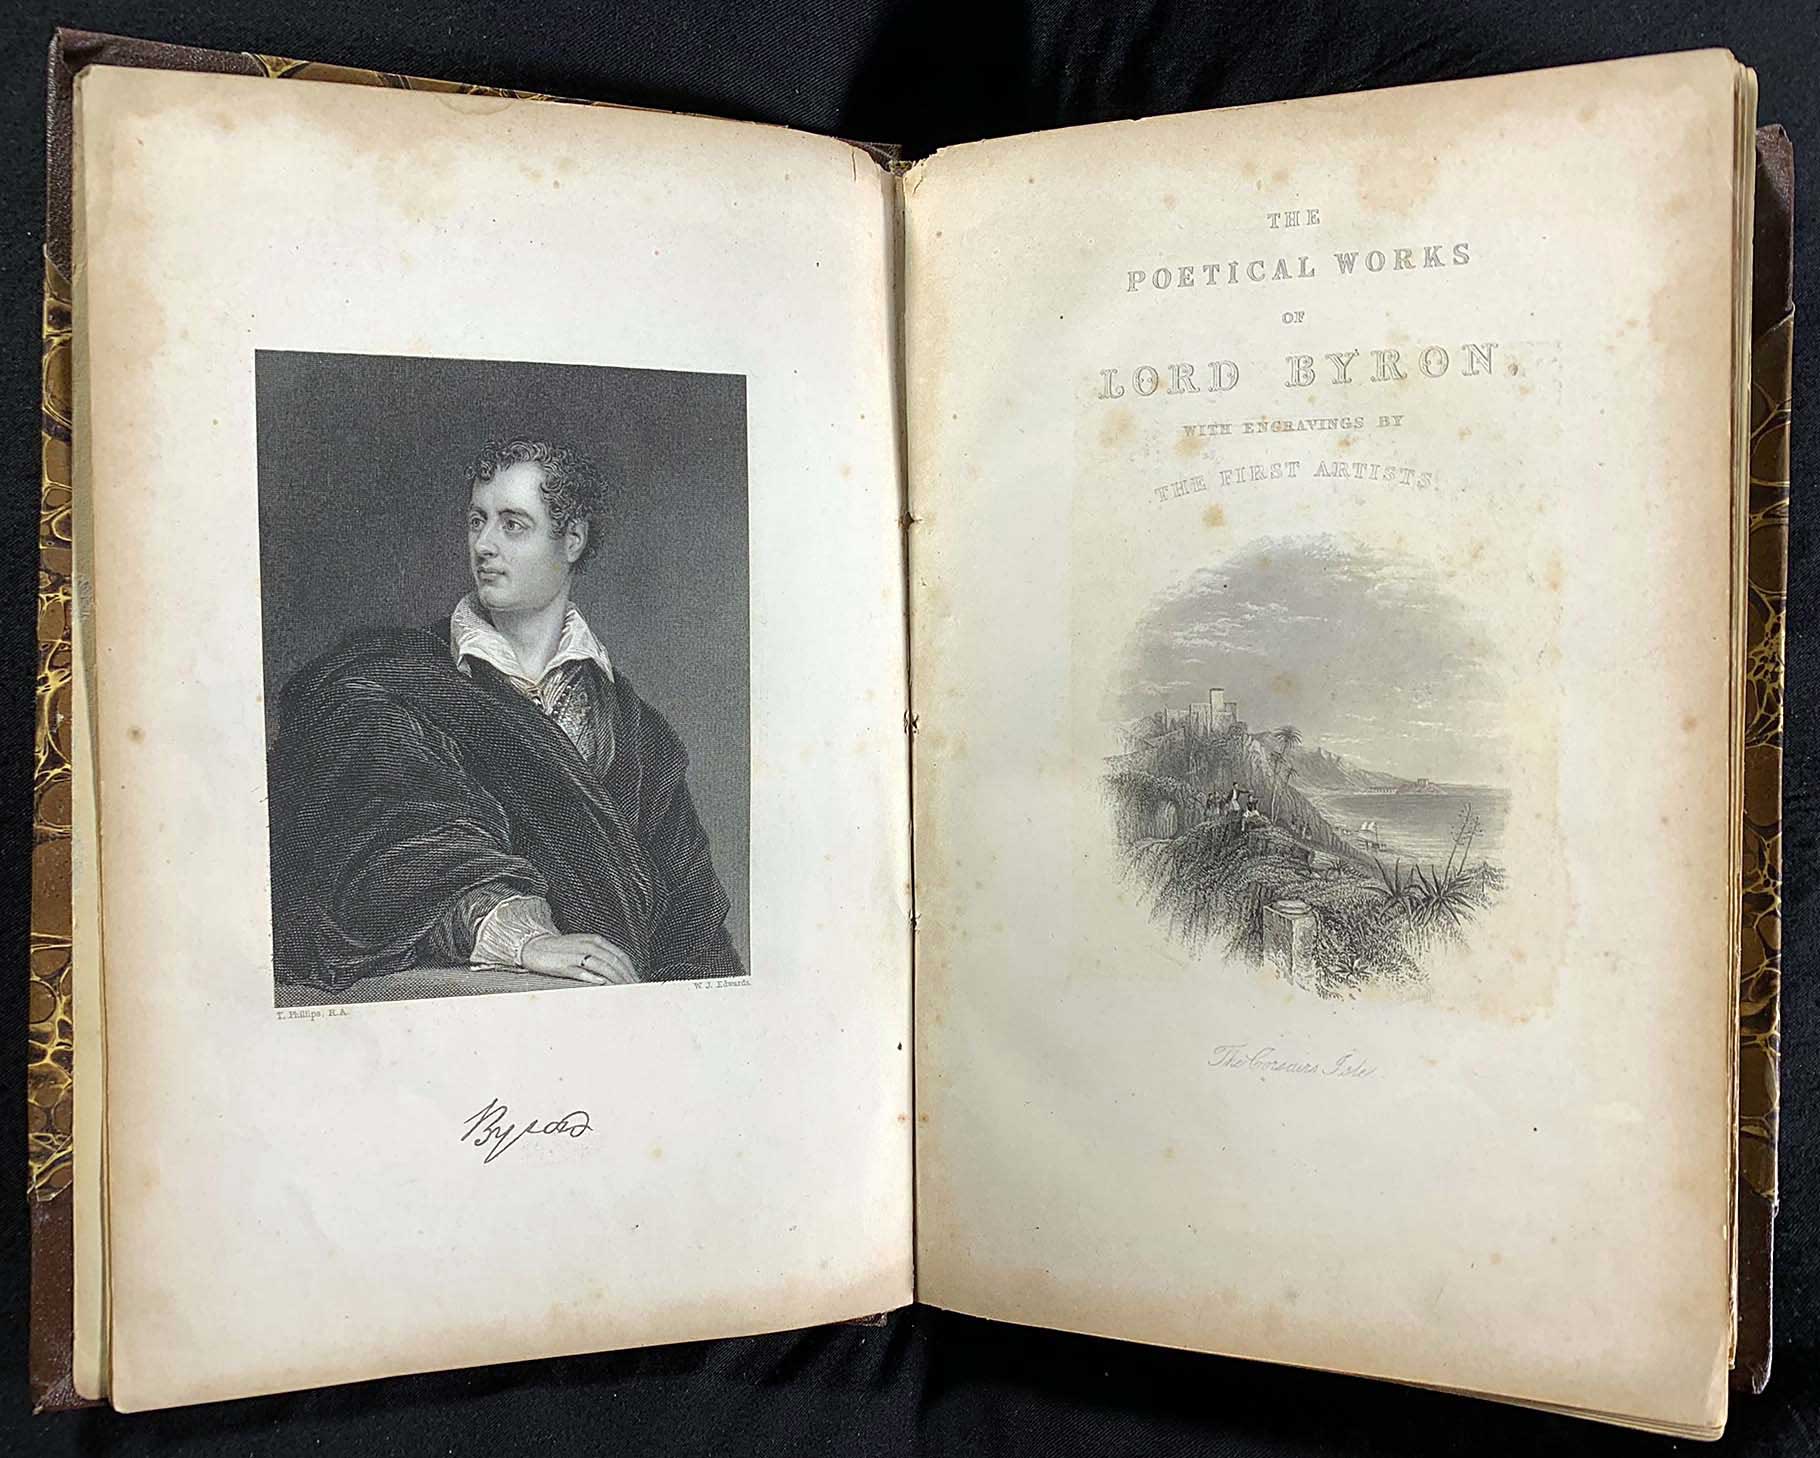 T. Phillips, R.A.
W. J. Edwards.
Byron
THE
POETICAL WORKS
OF
LORD BYRON,
WITH ENGRAVINGS BY
THE FIRST ARTISTS.
The Corsairs Isle.